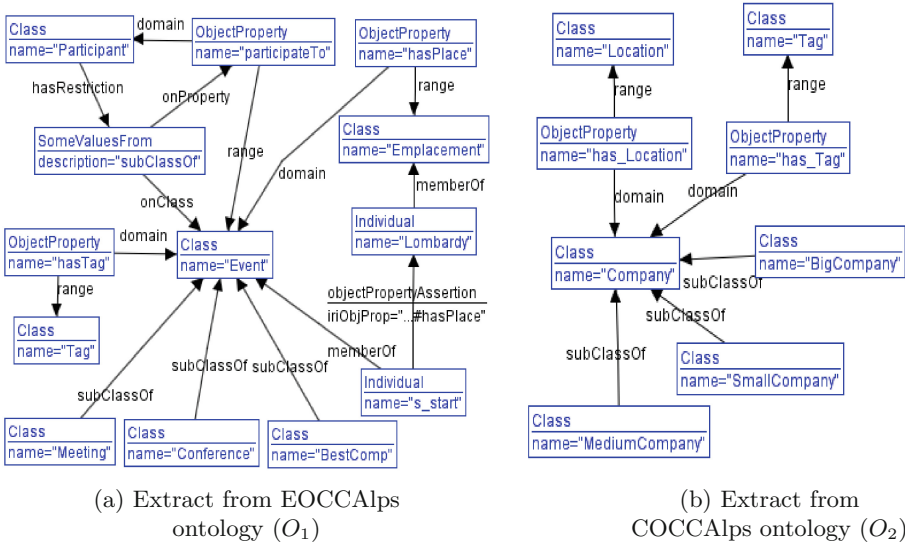 Class
name="Participant"
domain
ObjectProperty
name="participateTo"
ObjectProperty
name="hasPlace"
hasRestriction
onProperty
range
SomeValuesFrom
description="subClassOf"
range
Class
name="Emplacement"
domain
onClass
memberOf
ObjectProperty
name="hasTag"
domain
Class
name="Event"
Individual
name="Lombardy"
range
objectPropertyAssertion
iriObjProp="...#hasPlace"
Class
name="Tag"
memberOf
subClassOf
subClassOf
subClassOf
Individual
name="s_start"
Class
name="Meeting"
Class
name="Conference"
Class
name="BestComp"
(a) Extract from EOCCAlps
ontology (O₁)
Class
name="Location"
Class
name="Tag"
range
range
ObjectProperty
name="has_Location"
ObjectProperty
name="has_Tag"
domain
domain
Class
name="Company"
Class
name="BigCompany"
subClassOf
subClassOf
subClassOf
Class
name="SmallCompany"
Class
name="MediumCompany"
(b) Extract from
COCCAlps ontology (O₂)